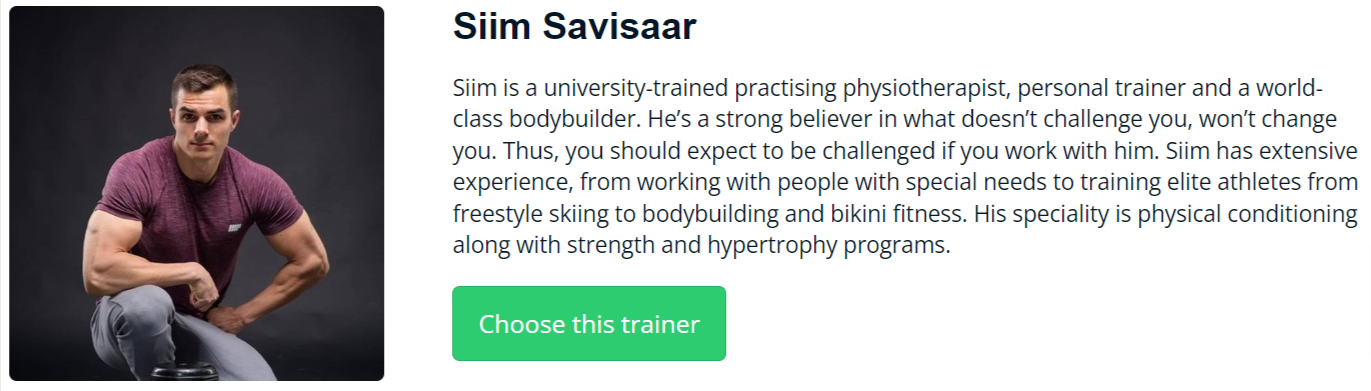 Siim Savisaar
Siim is a university-trained practising physiotherapist, personal trainer and a world-
class bodybuilder. He’s a strong believer in what doesn’t challenge you, won’t change
you. Thus, you should expect to be challenged if you work with him. Siim has extensive
experience, from working with people with special needs to training elite athletes from
freestyle skiing to bodybuilding and bikini fitness. His speciality is physical conditioning
along with strength and hypertrophy programs.
Choose this trainer